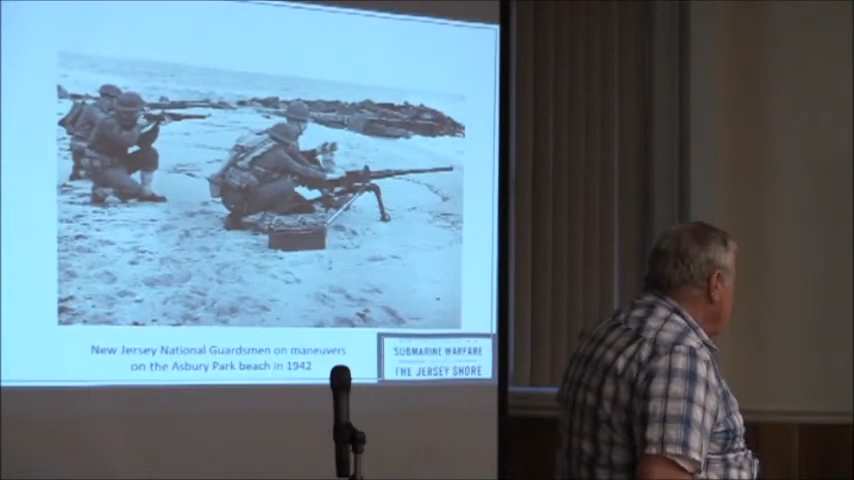 New Jersey National Guardsmen on maneuvers
on the Asbury Park beach in 1942
SUBMARINE WARFARE
THE JERSEY SHORE